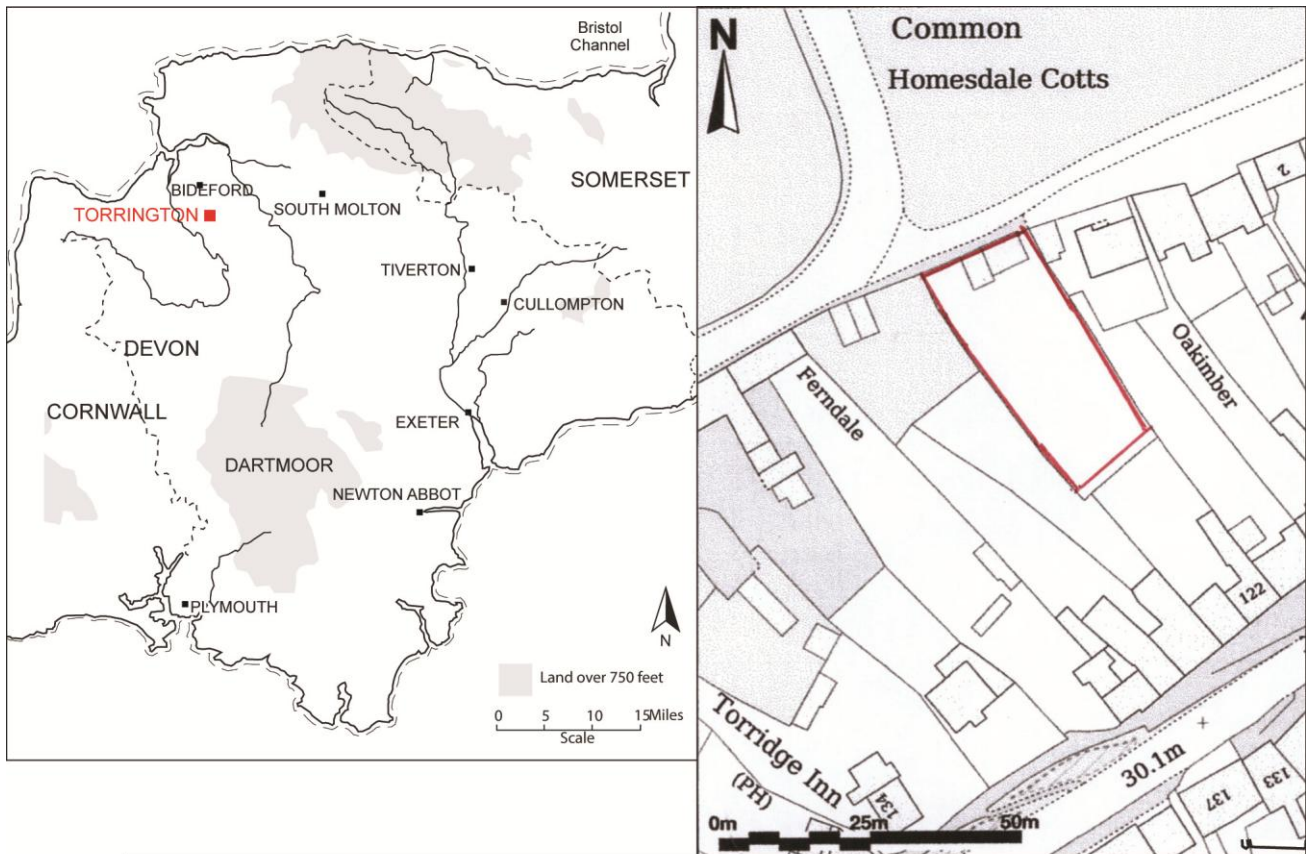 Bristol
Channel
SOMERSET
BIDEFORD
SOUTH MOLTON
TORRINGTON
TIVERTON
CULLOMPTON
DEVON
CORNWALL
EXETER
DARTMOOR
NEWTON ABBOT
PLYMOUTH
N
Land over 750 feet
0 5 10 15 Miles
Scale
N
Common
Homesdale Cotts
2
Oakimber
Ferndale
122
Torridge Inn
(PH)
134
30.1m
137
133
0m 25m 50m